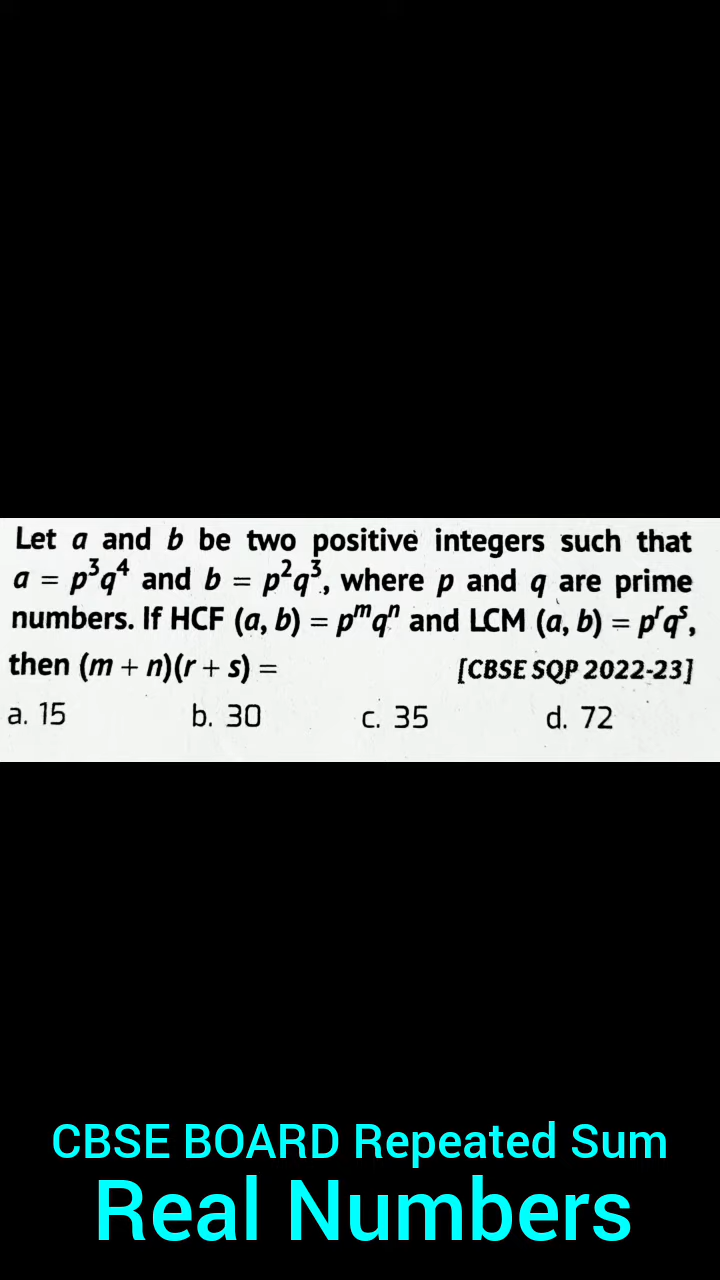 Let a and b be two positive integers such that
a = p³q⁴ and b = p²q³, where p and q are prime
numbers. If HCF (a, b) = pᵐqⁿ and LCM (a, b) = pʳqˢ,
then (m + n)(r + s) = [CBSE SQP 2022-23]
a. 15 b. 30 c. 35 d. 72
CBSE BOARD Repeated Sum
Real Numbers